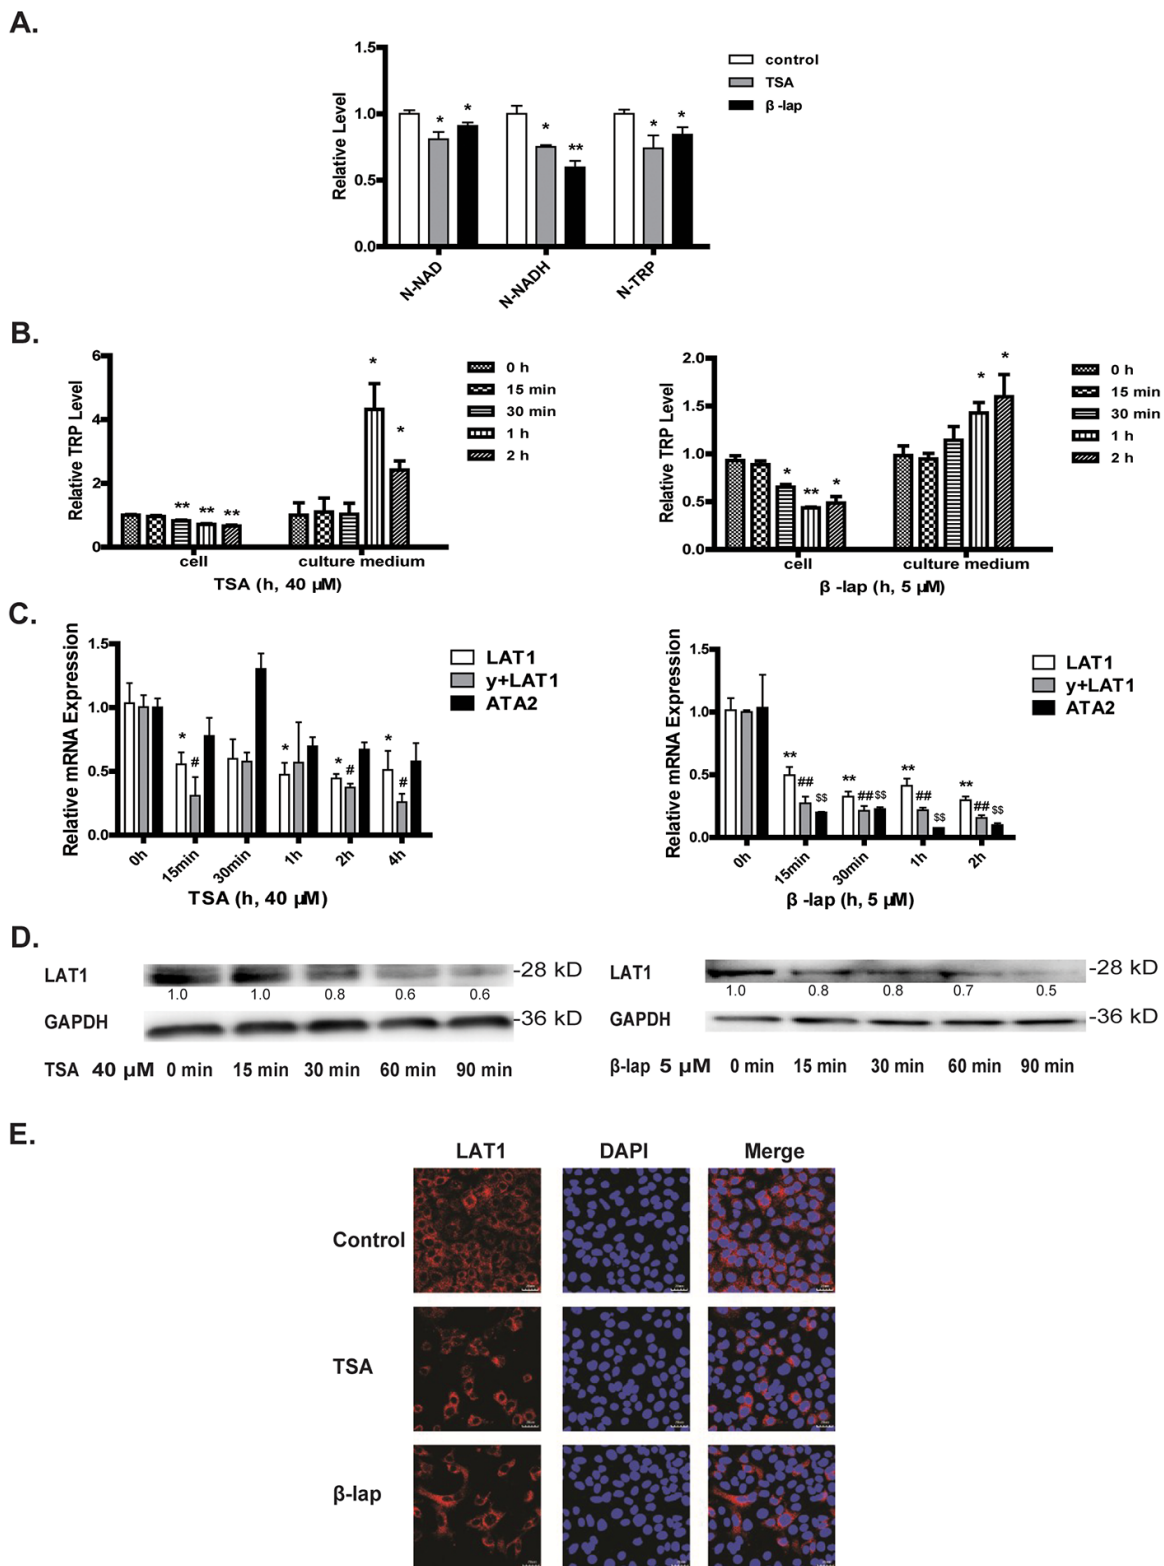 A.
1.5
1.0
0.5
0.0
Relative Level
control
TSA
β -lap
* * * ** * *
N-NAD N-NADH N-TRP
B.
6
4
2
0
Relative TRP Level
0 h
15 min
30 min
1 h
2 h
** ** ** * *
cell culture medium
TSA (h, 40 μM)
2.0
1.5
1.0
0.5
0.0
Relative TRP Level
0 h
15 min
30 min
1 h
2 h
* ** * * *
cell culture medium
β -lap (h, 5 μM)
C.
1.5
1.0
0.5
0.0
Relative mRNA Expression
LAT1
y+LAT1
ATA2
* # * * # * #
0h 15min 30min 1h 2h 4h
TSA (h, 40 μM)
1.5
1.0
0.5
0.0
Relative mRNA Expression
LAT1
y+LAT1
ATA2
** ## $$ ** ## $$ ** ## $$ ** ## $$
0h 15min 30min 1h 2h
β -lap (h, 5 μM)
D.
LAT1 -28 kD
1.0 1.0 0.8 0.6 0.6
GAPDH -36 kD
TSA 40 μM 0 min 15 min 30 min 60 min 90 min
LAT1 -28 kD
1.0 0.8 0.8 0.7 0.5
GAPDH -36 kD
β-lap 5 μM 0 min 15 min 30 min 60 min 90 min
E.
LAT1 DAPI Merge
Control
TSA
β-lap